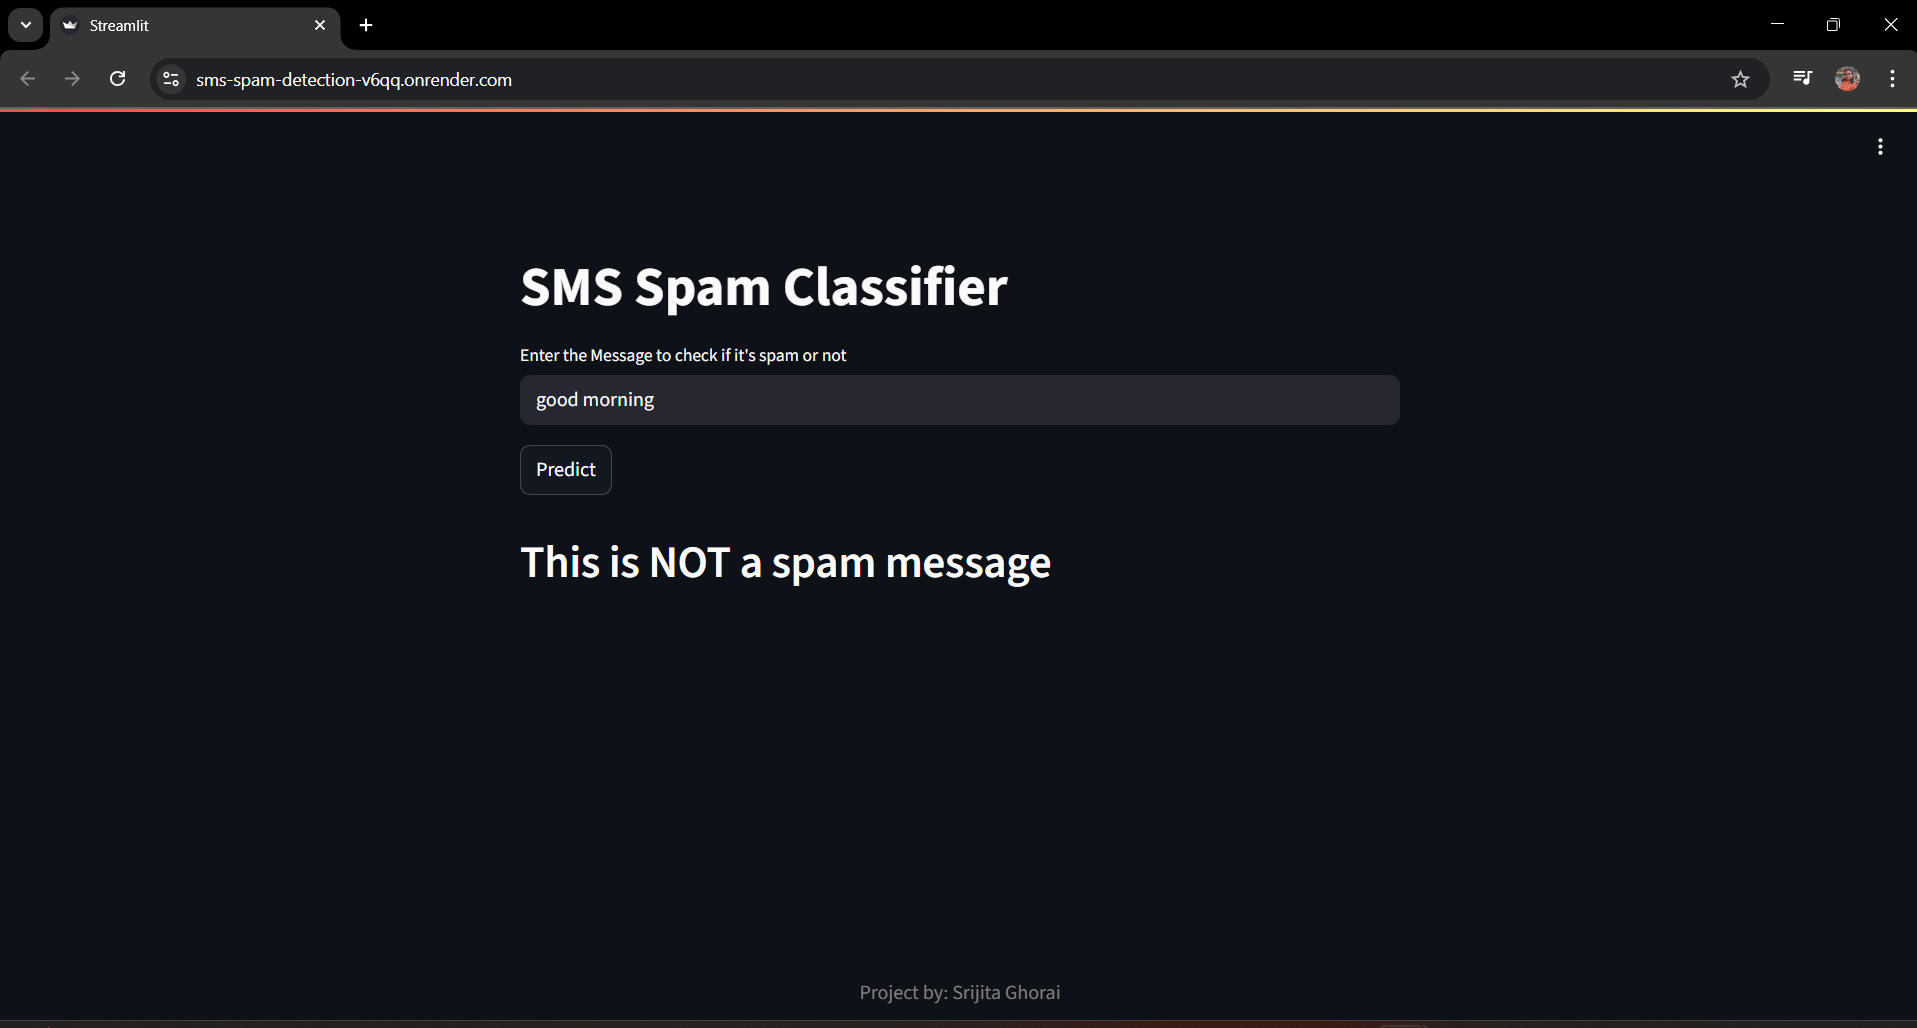 Streamlit
sms-spam-detection-v6qq.onrender.com
SMS Spam Classifier
Enter the Message to check if it's spam or not
good morning
Predict
This is NOT a spam message
Project by: Srijita Ghorai